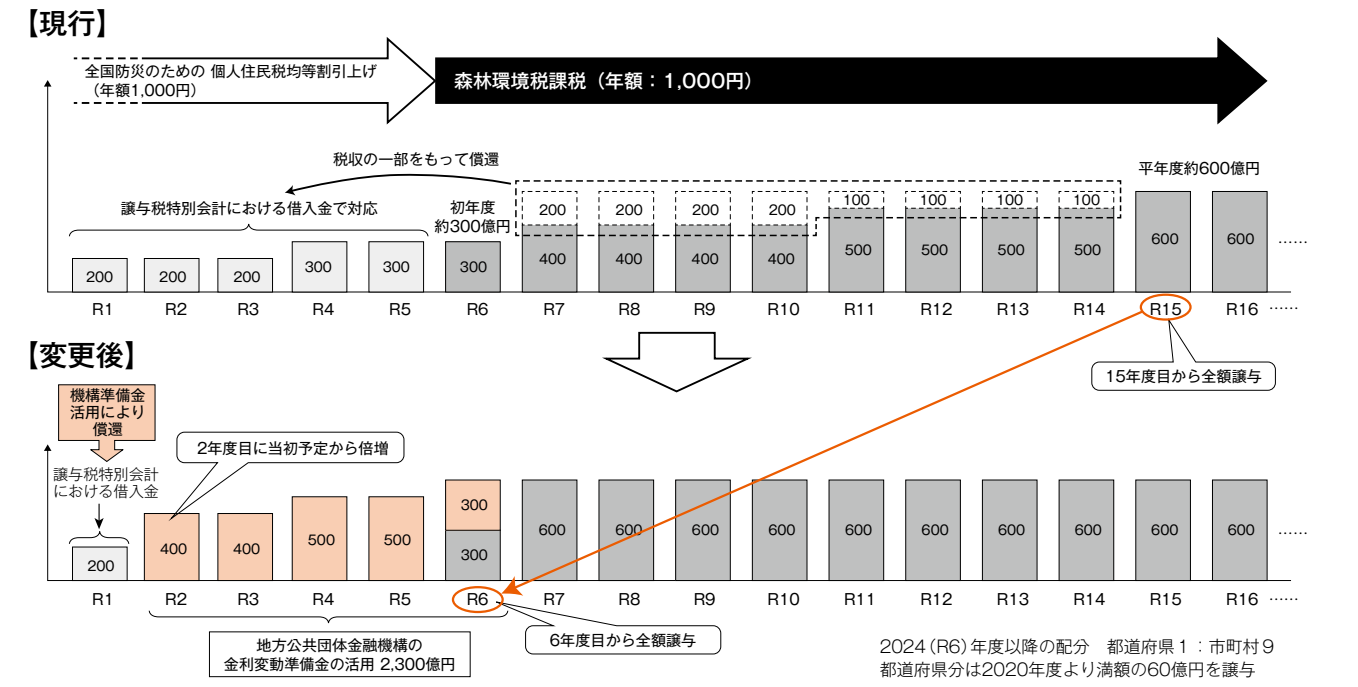 【現行】
全国防災のための 個人住民税均等割引上げ
（年額1,000円）
森林環境税課税（年額：1,000円）
税収の一部をもって償還
平年度約600億円
譲与税特別会計における借入金で対応
初年度
約300億円
200 200 200 300 300 300
200 200 200 200 100 100 100 100
400 400 400 400 500 500 500 500 600 600 ……
R1 R2 R3 R4 R5 R6 R7 R8 R9 R10 R11 R12 R13 R14 R15 R16 ……
15年度目から全額譲与
【変更後】
機構準備金
活用により
償還
2年度目に当初予定から倍増
譲与税特別会計
における借入金
200 400 400 500 500 300
300 600 600 600 600 600 600 600 600 600 600 ……
R1 R2 R3 R4 R5 R6 R7 R8 R9 R10 R11 R12 R13 R14 R15 R16 ……
6年度目から全額譲与
地方公共団体金融機構の
金利変動準備金の活用 2,300億円
2024（R6）年度以降の配分　都道府県1：市町村9
都道府県分は2020年度より満額の60億円を譲与